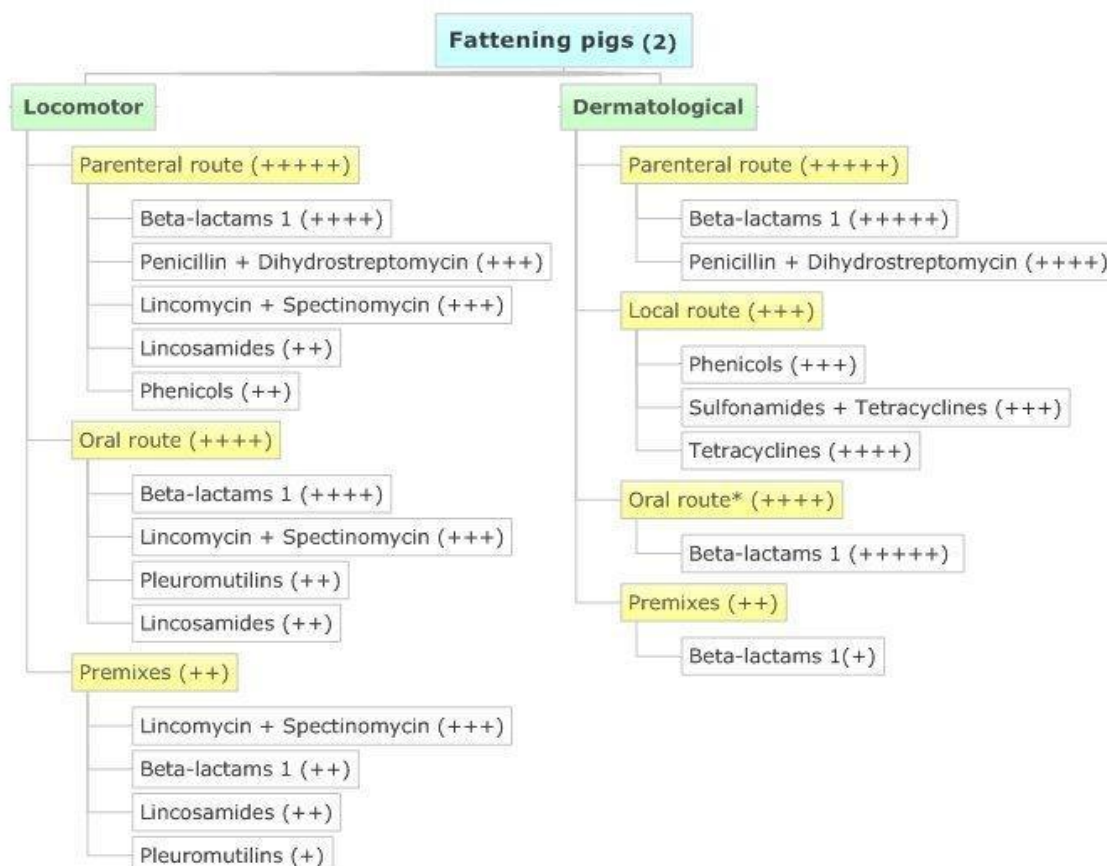 Fattening pigs (2)
Locomotor
Parenteral route (+++++)
Beta-lactams 1 (++++)
Penicillin + Dihydrostreptomycin (+++)
Lincomycin + Spectinomycin (+++)
Lincosamides (++)
Phenicols (++)
Oral route (++++)
Beta-lactams 1 (++++)
Lincomycin + Spectinomycin (+++)
Pleuromutilins (++)
Lincosamides (++)
Premixes (++)
Lincomycin + Spectinomycin (+++)
Beta-lactams 1 (++)
Lincosamides (++)
Pleuromutilins (+)
Dermatological
Parenteral route (+++++)
Beta-lactams 1 (+++++)
Penicillin + Dihydrostreptomycin (++++)
Local route (+++)
Phenicols (+++)
Sulfonamides + Tetracyclines (+++)
Tetracyclines (++++)
Oral route* (++++)
Beta-lactams 1 (+++++)
Premixes (++)
Beta-lactams 1(+)